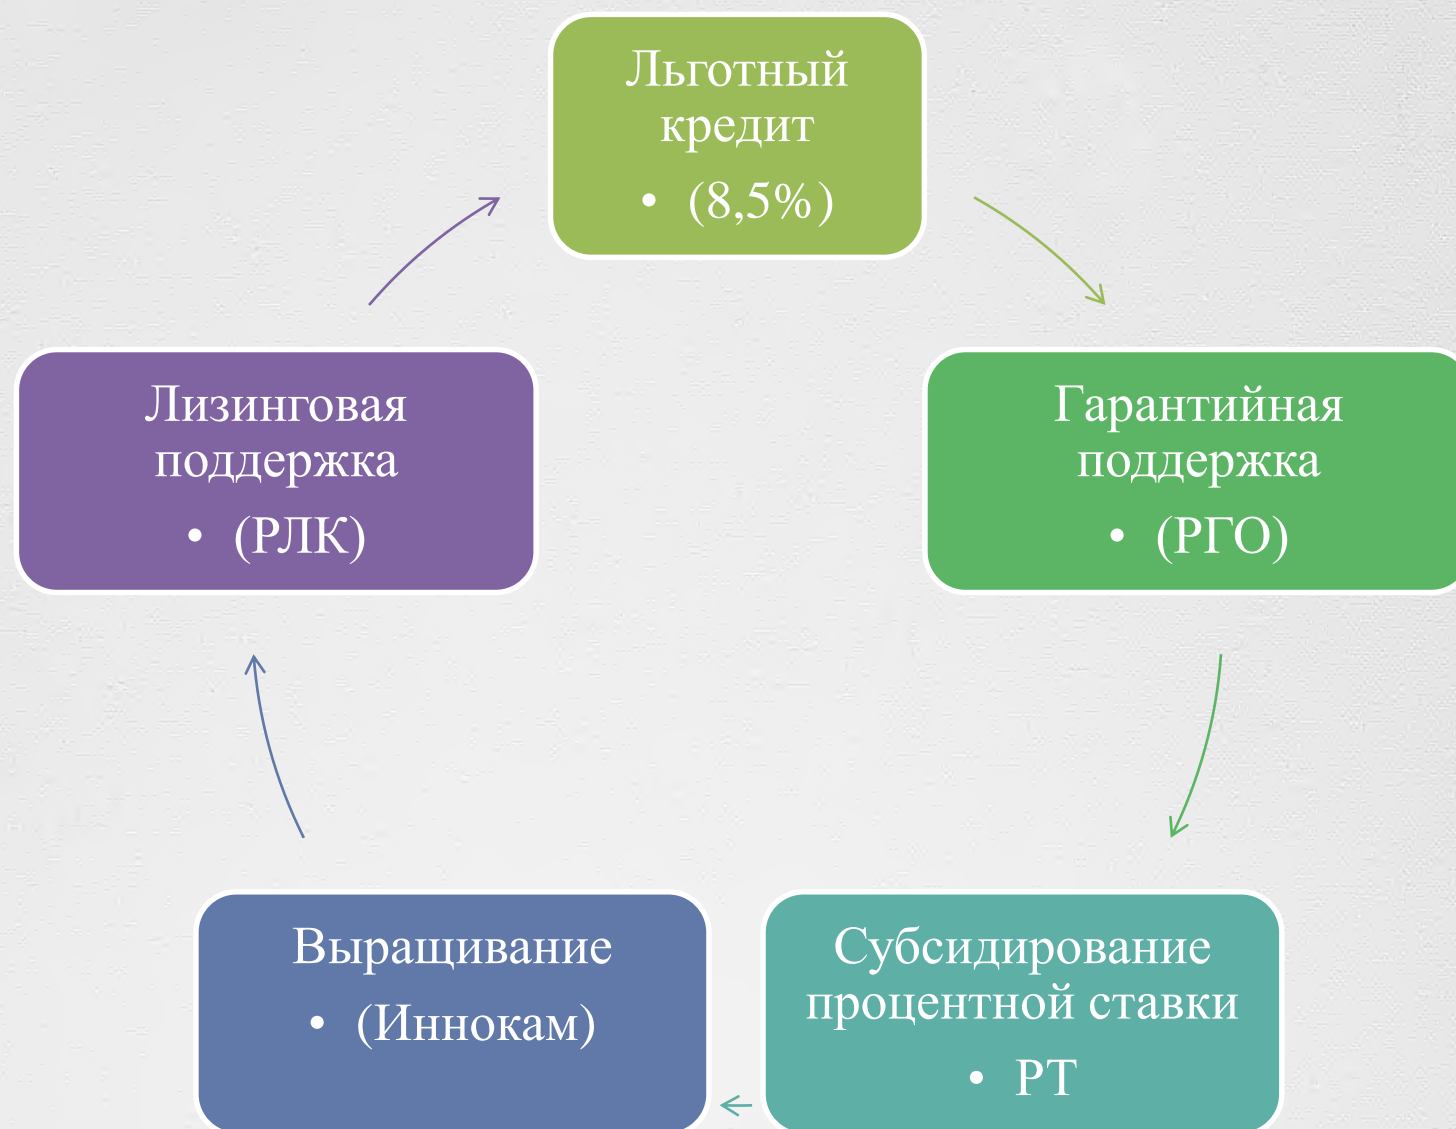 Льготный
кредит
• (8,5%)
Гарантийная
поддержка
• (РГО)
Субсидирование
процентной ставки
• РТ
Выращивание
• (Иннокам)
Лизинговая
поддержка
• (РЛК)